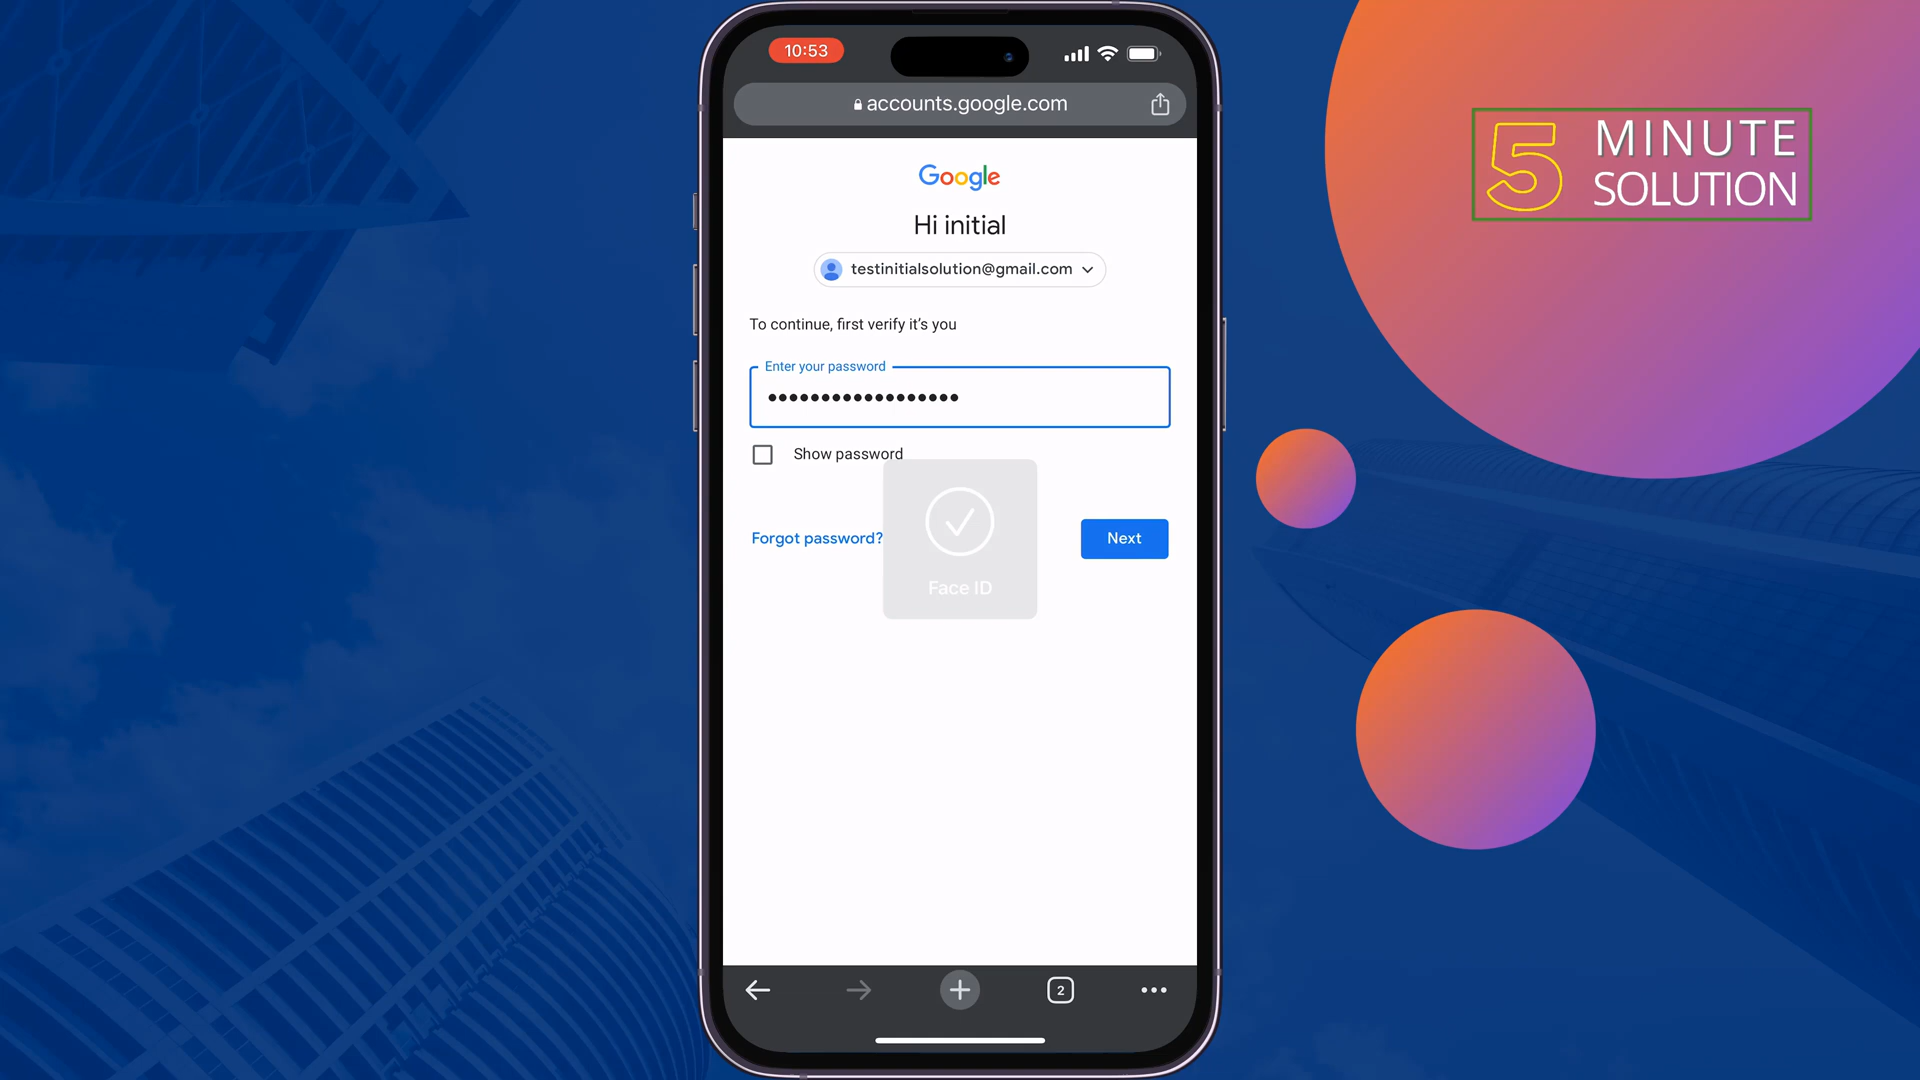 10:53
accounts.google.com
5 MINUTE
SOLUTION
Google
Hi initial
testinitialsolution@gmail.com
To continue, first verify it's you
Enter your password
••••••••••••••••••
Show password
Forgot password?
Next
Face ID
2